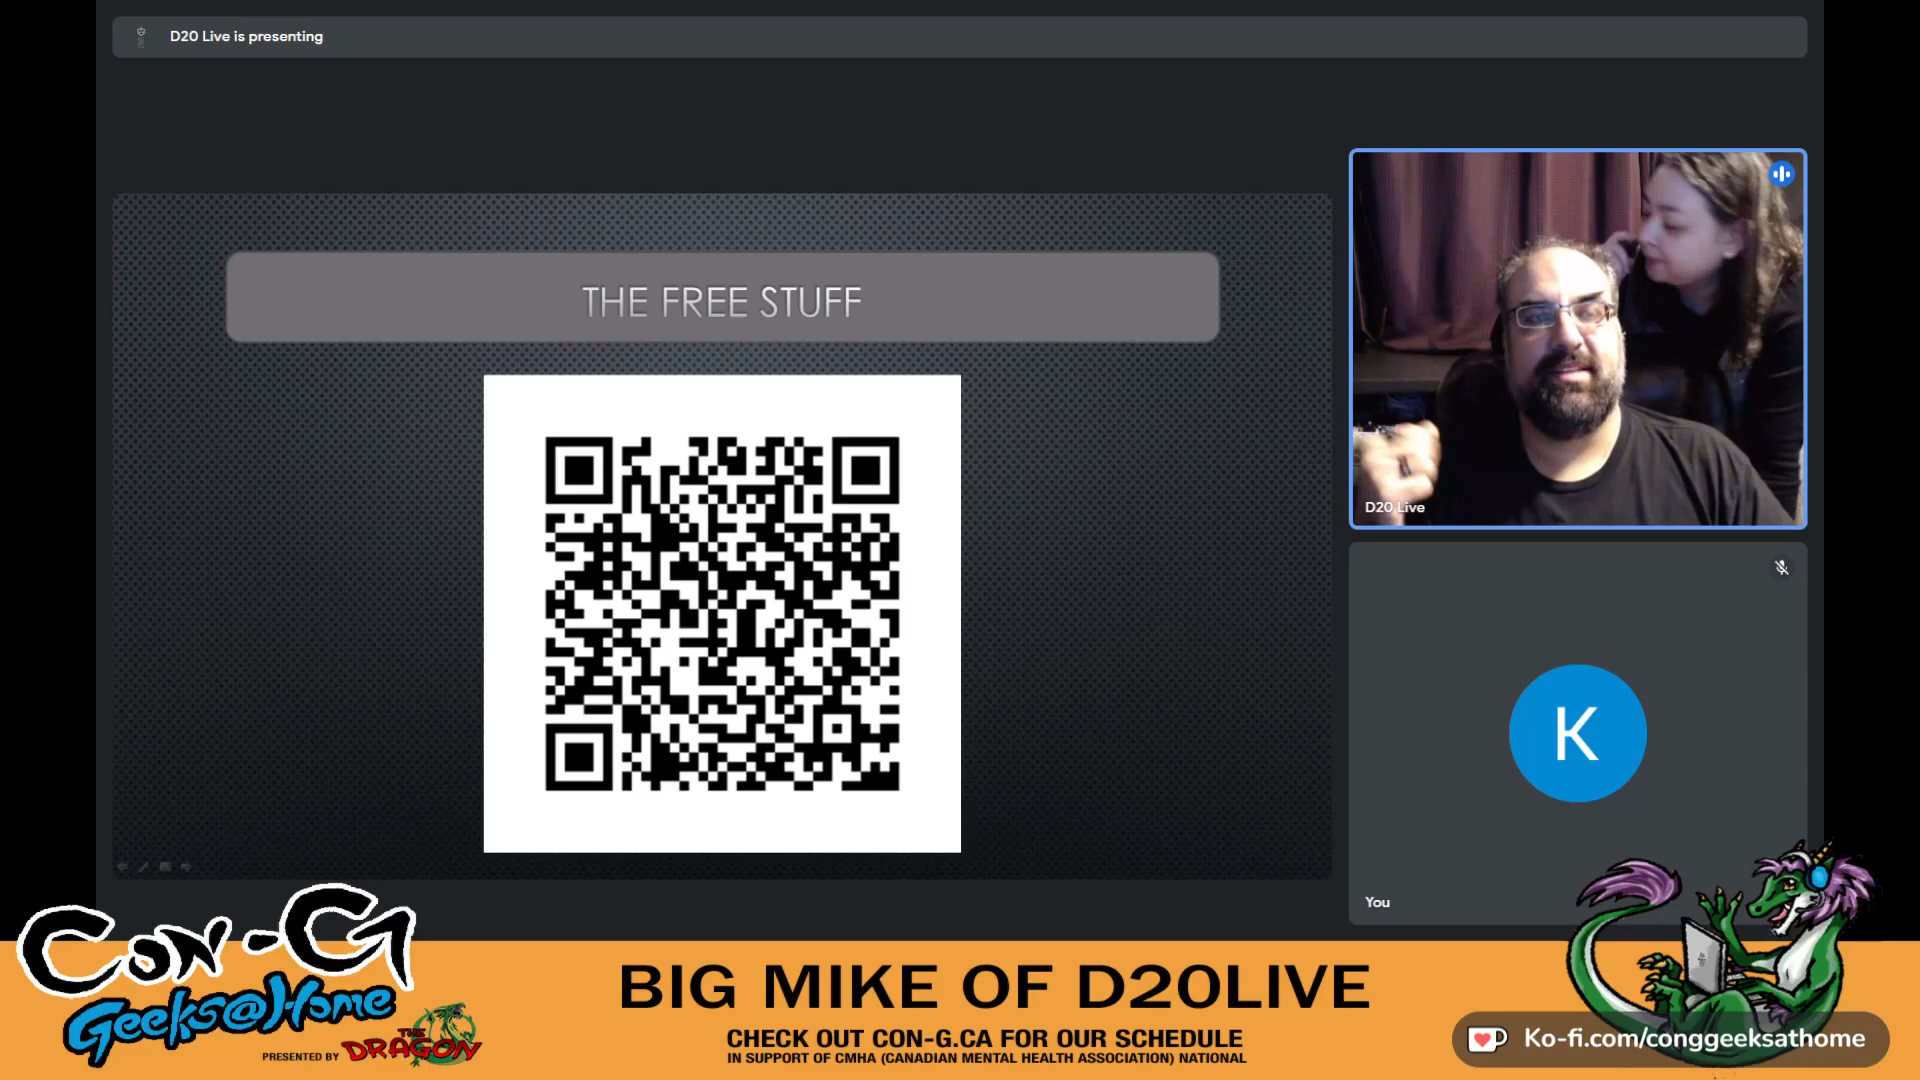 D20 Live is presenting
THE FREE STUFF
D20 Live
K
You
CON-G
Geeks@Home
PRESENTED BY THE DRAGON
BIG MIKE OF D20LIVE
CHECK OUT CON-G.CA FOR OUR SCHEDULE
IN SUPPORT OF CMHA (CANADIAN MENTAL HEALTH ASSOCIATION) NATIONAL
Ko-fi.com/conggeeksathome